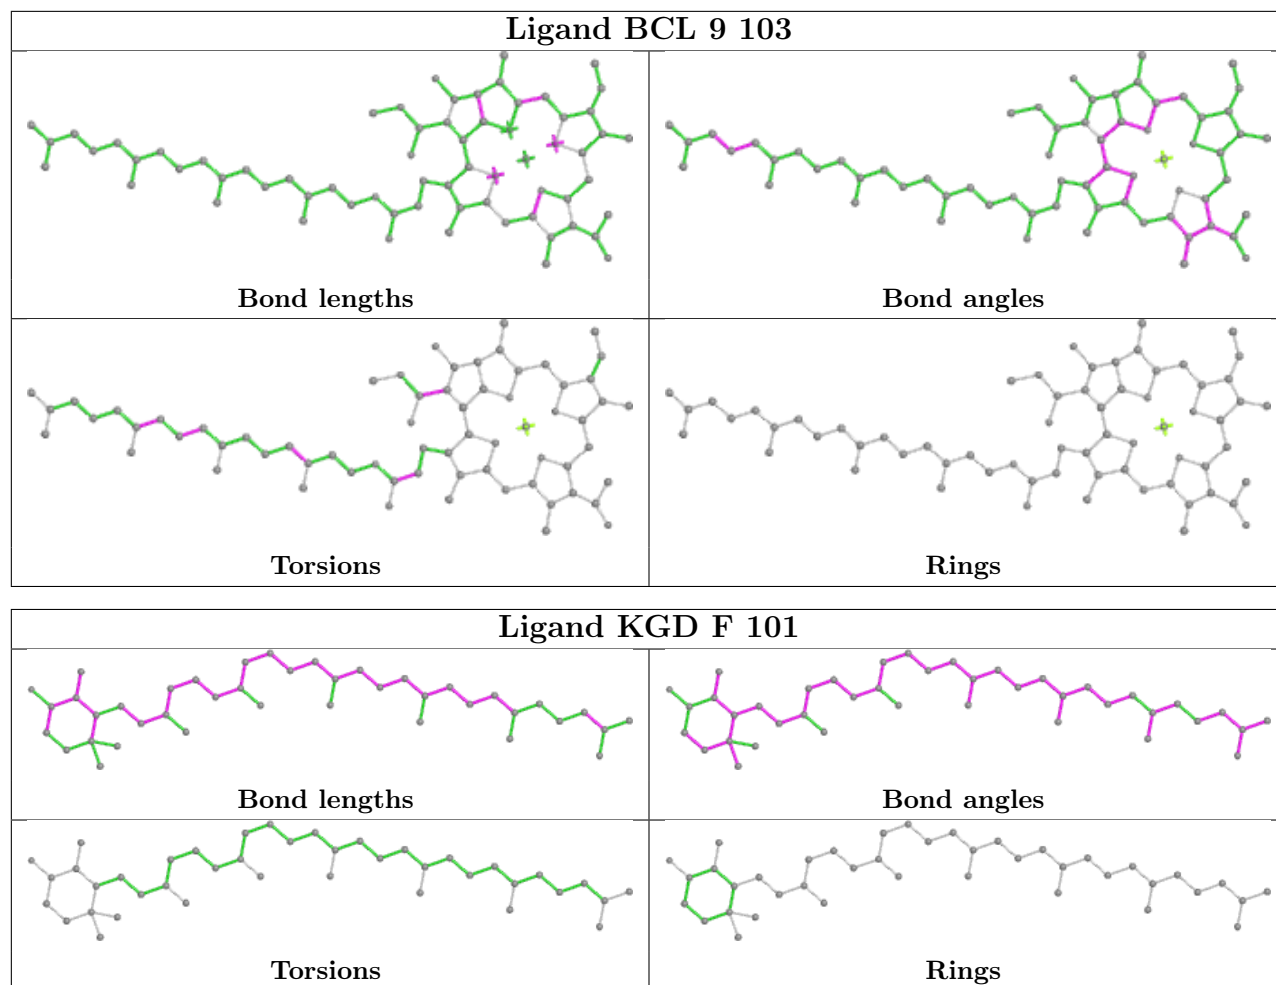 Ligand BCL 9 103
Bond lengths
Bond angles
Torsions
Rings
Ligand KGD F 101
Bond lengths
Bond angles
Torsions
Rings